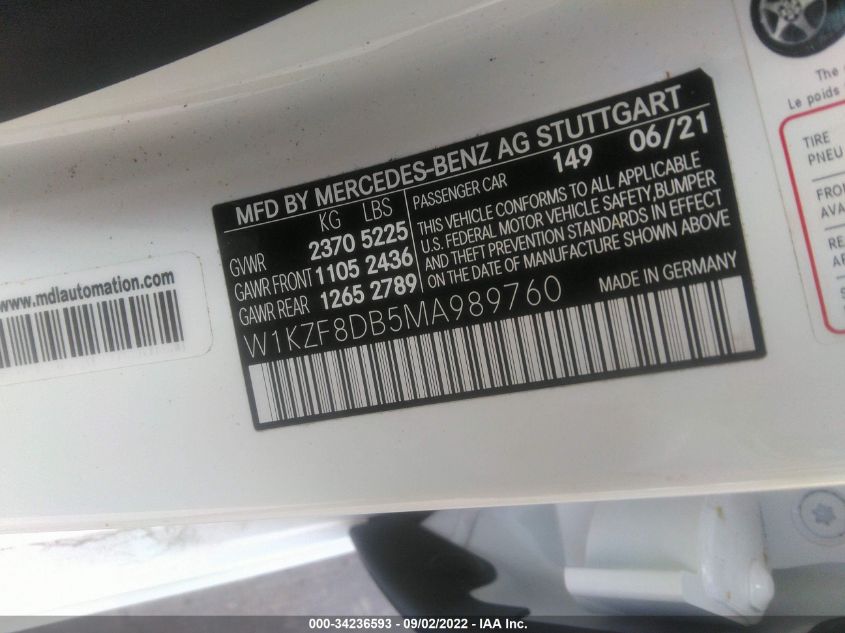 MFD BY MERCEDES-BENZ AG STUTTGART
KG LBS
GVWR 2370 5225
GAWR FRONT 1105 2436
GAWR REAR 1265 2789
149 06/21
PASSENGER CAR
THIS VEHICLE CONFORMS TO ALL APPLICABLE
U.S. FEDERAL MOTOR VEHICLE SAFETY, BUMPER
AND THEFT PREVENTION STANDARDS IN EFFECT
ON THE DATE OF MANUFACTURE SHOWN ABOVE
W1KZF8DB5MA989760
MADE IN GERMANY
www.mdlautomation.com
The
Le poids
TIRE
PNEU
000-34236593 - 09/02/2022 - IAA Inc.